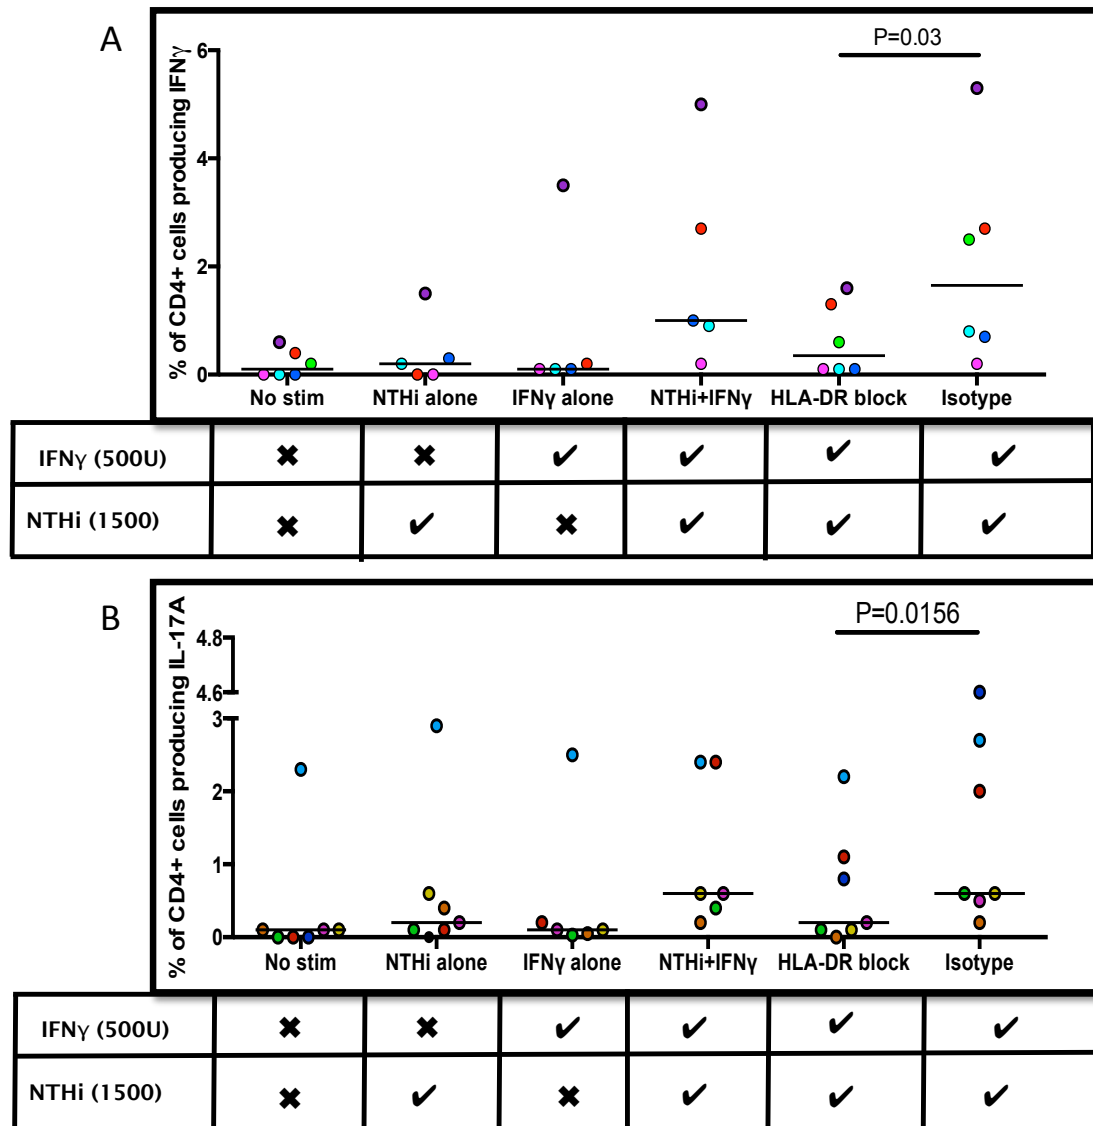 A
P=0.03
% of CD4+ cells producing IFNγ
6
4
2
0
No stim NTHi alone IFNγ alone NTHi+IFNγ HLA-DR block Isotype
IFNγ (500U) ✖ ✖ ✔ ✔ ✔ ✔
NTHi (1500) ✖ ✔ ✖ ✔ ✔ ✔
B
P=0.0156
% of CD4+ cells producing IL-17A
4.8
4.6
3
2
1
0
No stim NTHi alone IFNγ alone NTHi+IFNγ HLA-DR block Isotype
IFNγ (500U) ✖ ✖ ✔ ✔ ✔ ✔
NTHi (1500) ✖ ✔ ✖ ✔ ✔ ✔